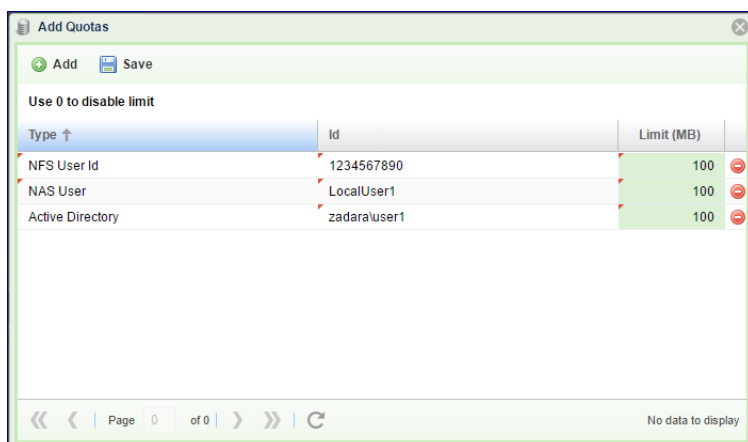 Add Quotas
Add Save
Use 0 to disable limit
Type Id Limit (MB)
NFS User Id 1234567890 100
NAS User LocalUser1 100
Active Directory zadara\user1 100
Page 0 of 0 No data to display